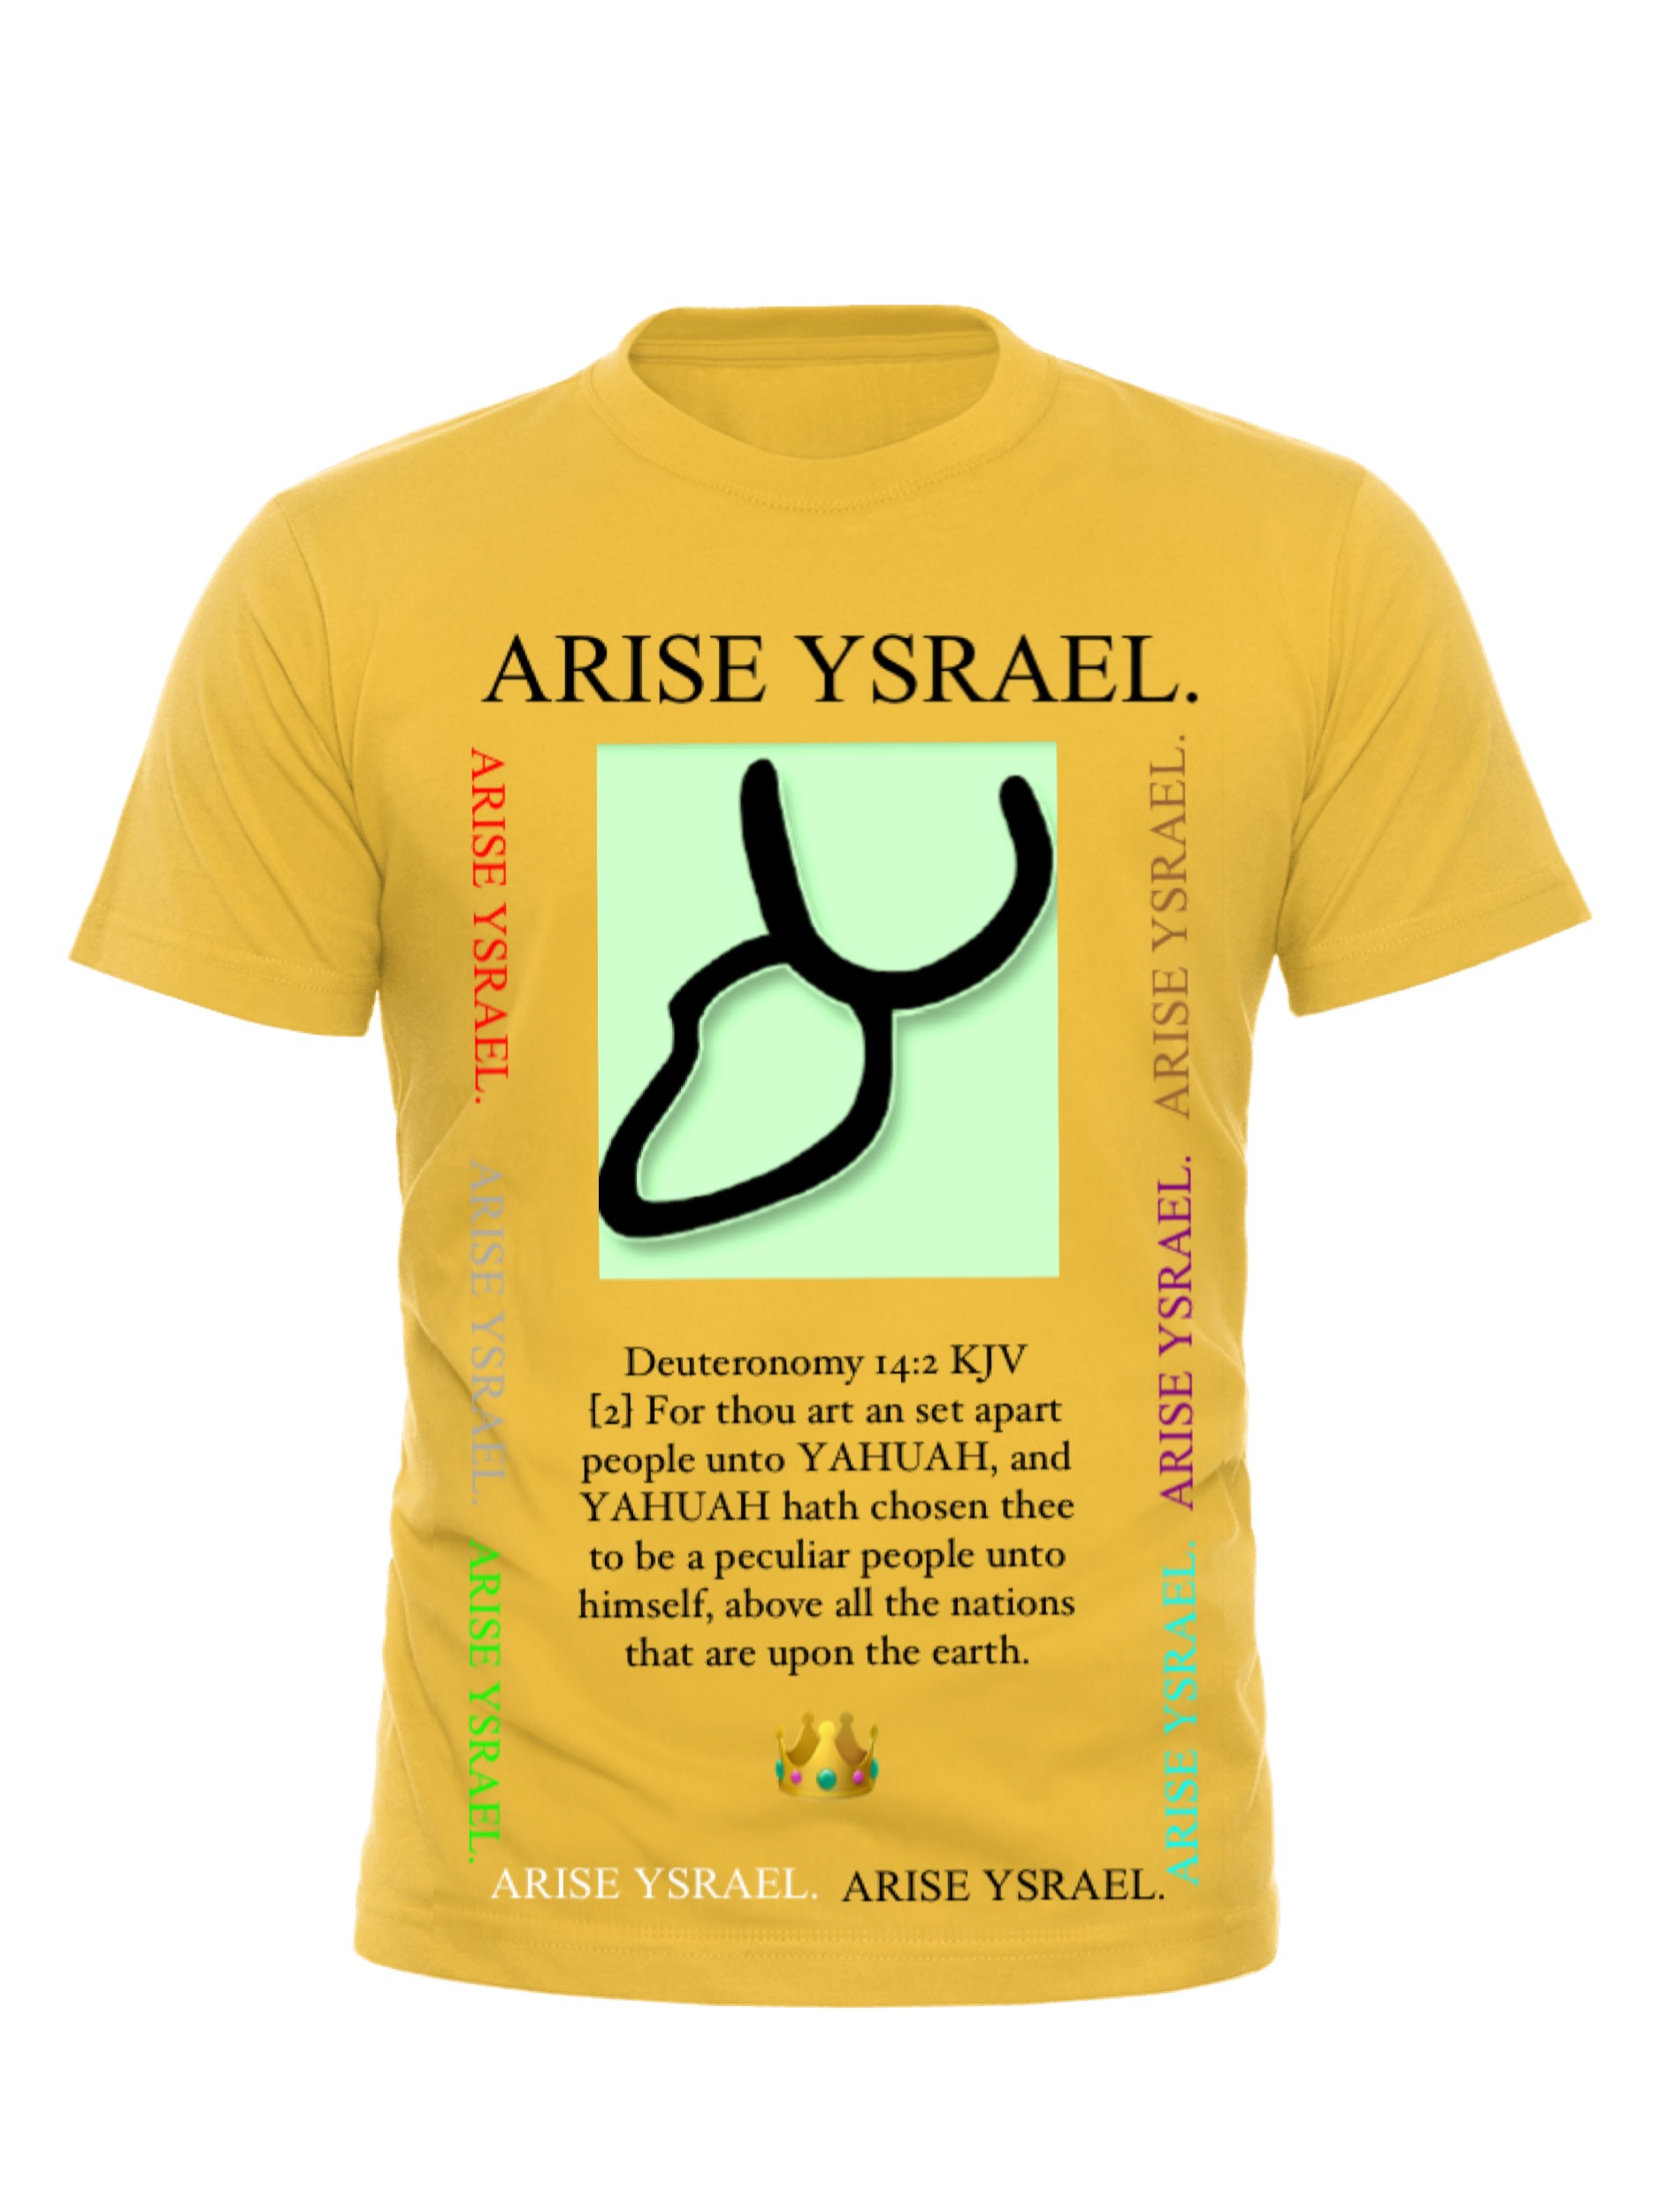 ARISE YSRAEL.
ARISE YSRAEL.
ARISE YSRAEL.
ARISE YSRAEL.
ARISE YSRAEL.
ARISE YSRAEL.
ARISE YSRAEL.
Deuteronomy 14:2 KJV
[2] For thou art an set apart
people unto YAHUAH, and
YAHUAH hath chosen thee
to be a peculiar people unto
himself, above all the nations
that are upon the earth.
ARISE YSRAEL. ARISE YSRAEL.